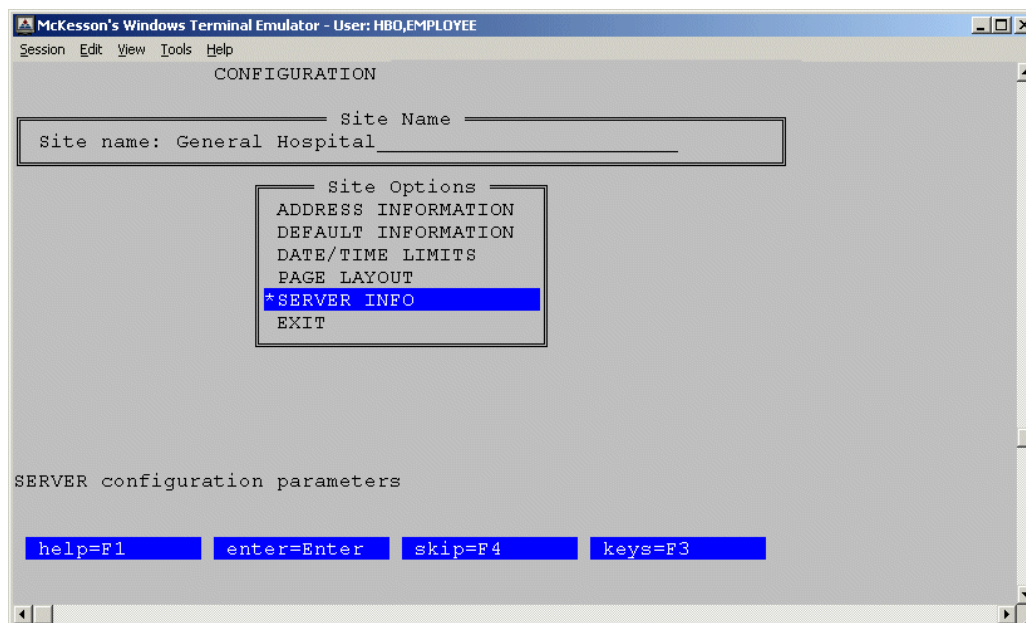 McKesson's Windows Terminal Emulator - User: HBO,EMPLOYEE
Session Edit View Tools Help
CONFIGURATION
Site Name
Site name: General Hospital
Site Options
ADDRESS INFORMATION
DEFAULT INFORMATION
DATE/TIME LIMITS
PAGE LAYOUT
*SERVER INFO
EXIT
SERVER configuration parameters
help=F1 enter=Enter skip=F4 keys=F3